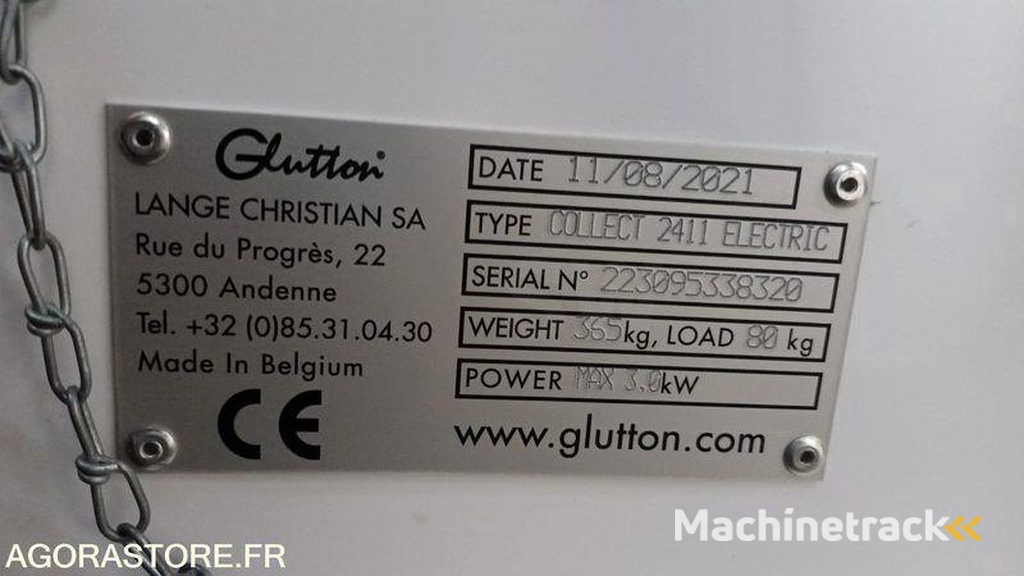 Glutton
LANGE CHRISTIAN SA
Rue du Progrès, 22
5300 Andenne
Tel. +32 (0)85.31.04.30
Made In Belgium
CE
DATE 11/08/2021
TYPE COLLECT 2411 ELECTRIC
SERIAL N° 223095338320
WEIGHT 365kg, LOAD 80 kg
POWER MAX 3.0kW
www.glutton.com
Machinetrack
AGORASTORE.FR